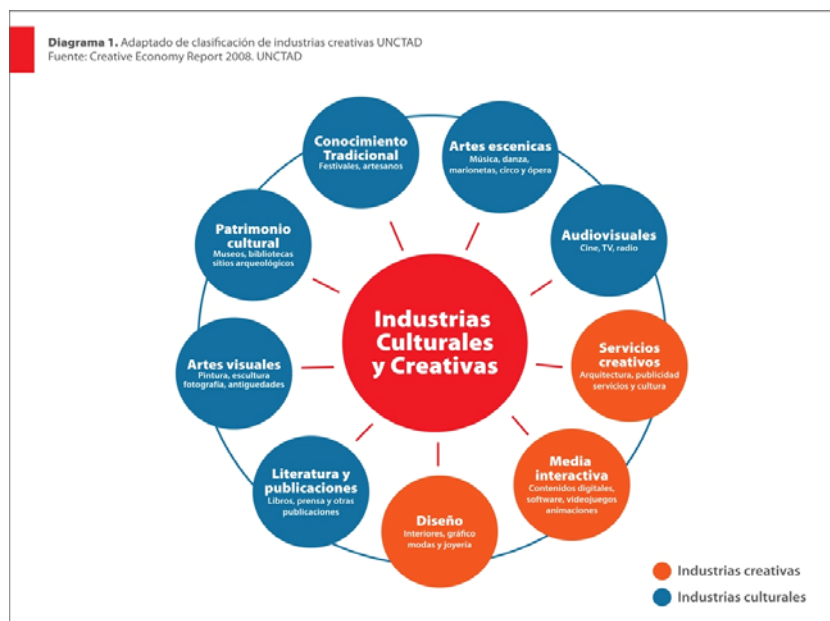 Diagrama 1. Adaptado de clasificación de industrias creativas UNCTAD
Fuente: Creative Economy Report 2008. UNCTAD
Conocimiento
Tradicional
Festivales, artesanos
Artes escenicas
Música, danza,
marionetas, circo y ópera
Patrimonio
cultural
Museos, bibliotecas
sitios arqueológicos
Audiovisuales
Cine, TV, radio
Industrias
Culturales
y Creativas
Artes visuales
Pintura, escultura
fotografía, antiguedades
Servicios
creativos
Arquitectura, publicidad
servicios y cultura
Literatura y
publicaciones
Libros, prensa y otras
publicaciones
Media
interactiva
Contenidos digitales,
software, videojuegos
animaciones
Diseño
Interiores, gráfico
modas y joyería
Industrias creativas
Industrias culturales